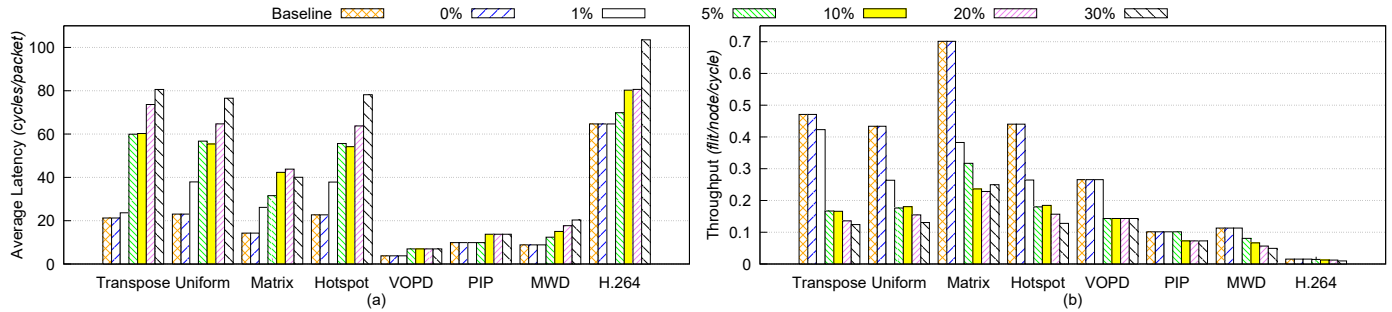 Baseline 0% 1% 5% 10% 20% 30%
Average Latency (cycles/packet)
100
80
60
40
20
0
Transpose Uniform Matrix Hotspot VOPD PIP MWD H.264
(a)
Throughput (flit/node/cycle)
0.7
0.6
0.5
0.4
0.3
0.2
0.1
0
Transpose Uniform Matrix Hotspot VOPD PIP MWD H.264
(b)